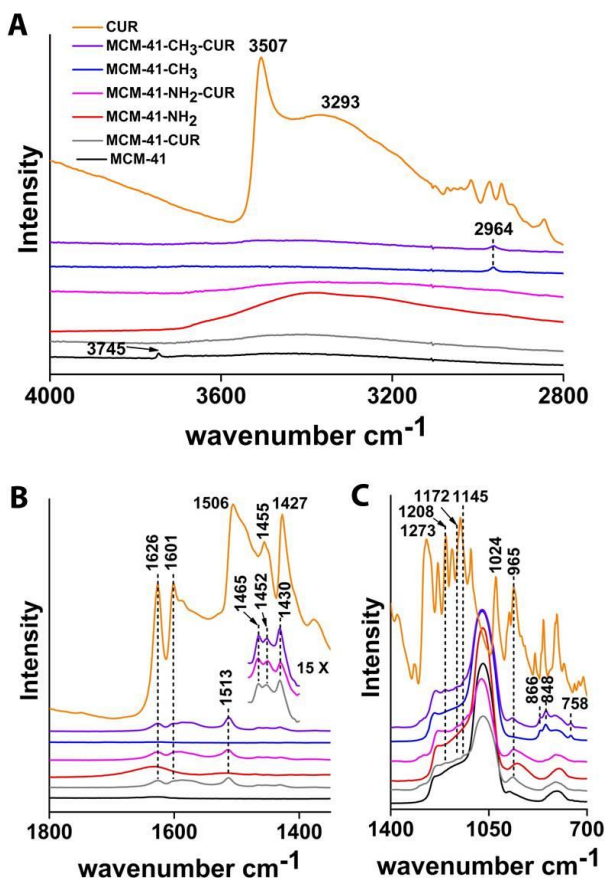 A
CUR
MCM-41-CH3-CUR
MCM-41-CH3
MCM-41-NH2-CUR
MCM-41-NH2
MCM-41-CUR
MCM-41
3507
3293
2964
3745
Intensity
4000 3600 3200 2800
wavenumber cm-1
B
1626
1601
1506
1455
1427
1465
1452
1430
15 X
1513
Intensity
1800 1600 1400
wavenumber cm-1
C
1172
1145
1208
1273
1024
965
866
848
758
Intensity
1400 1050 700
wavenumber cm-1